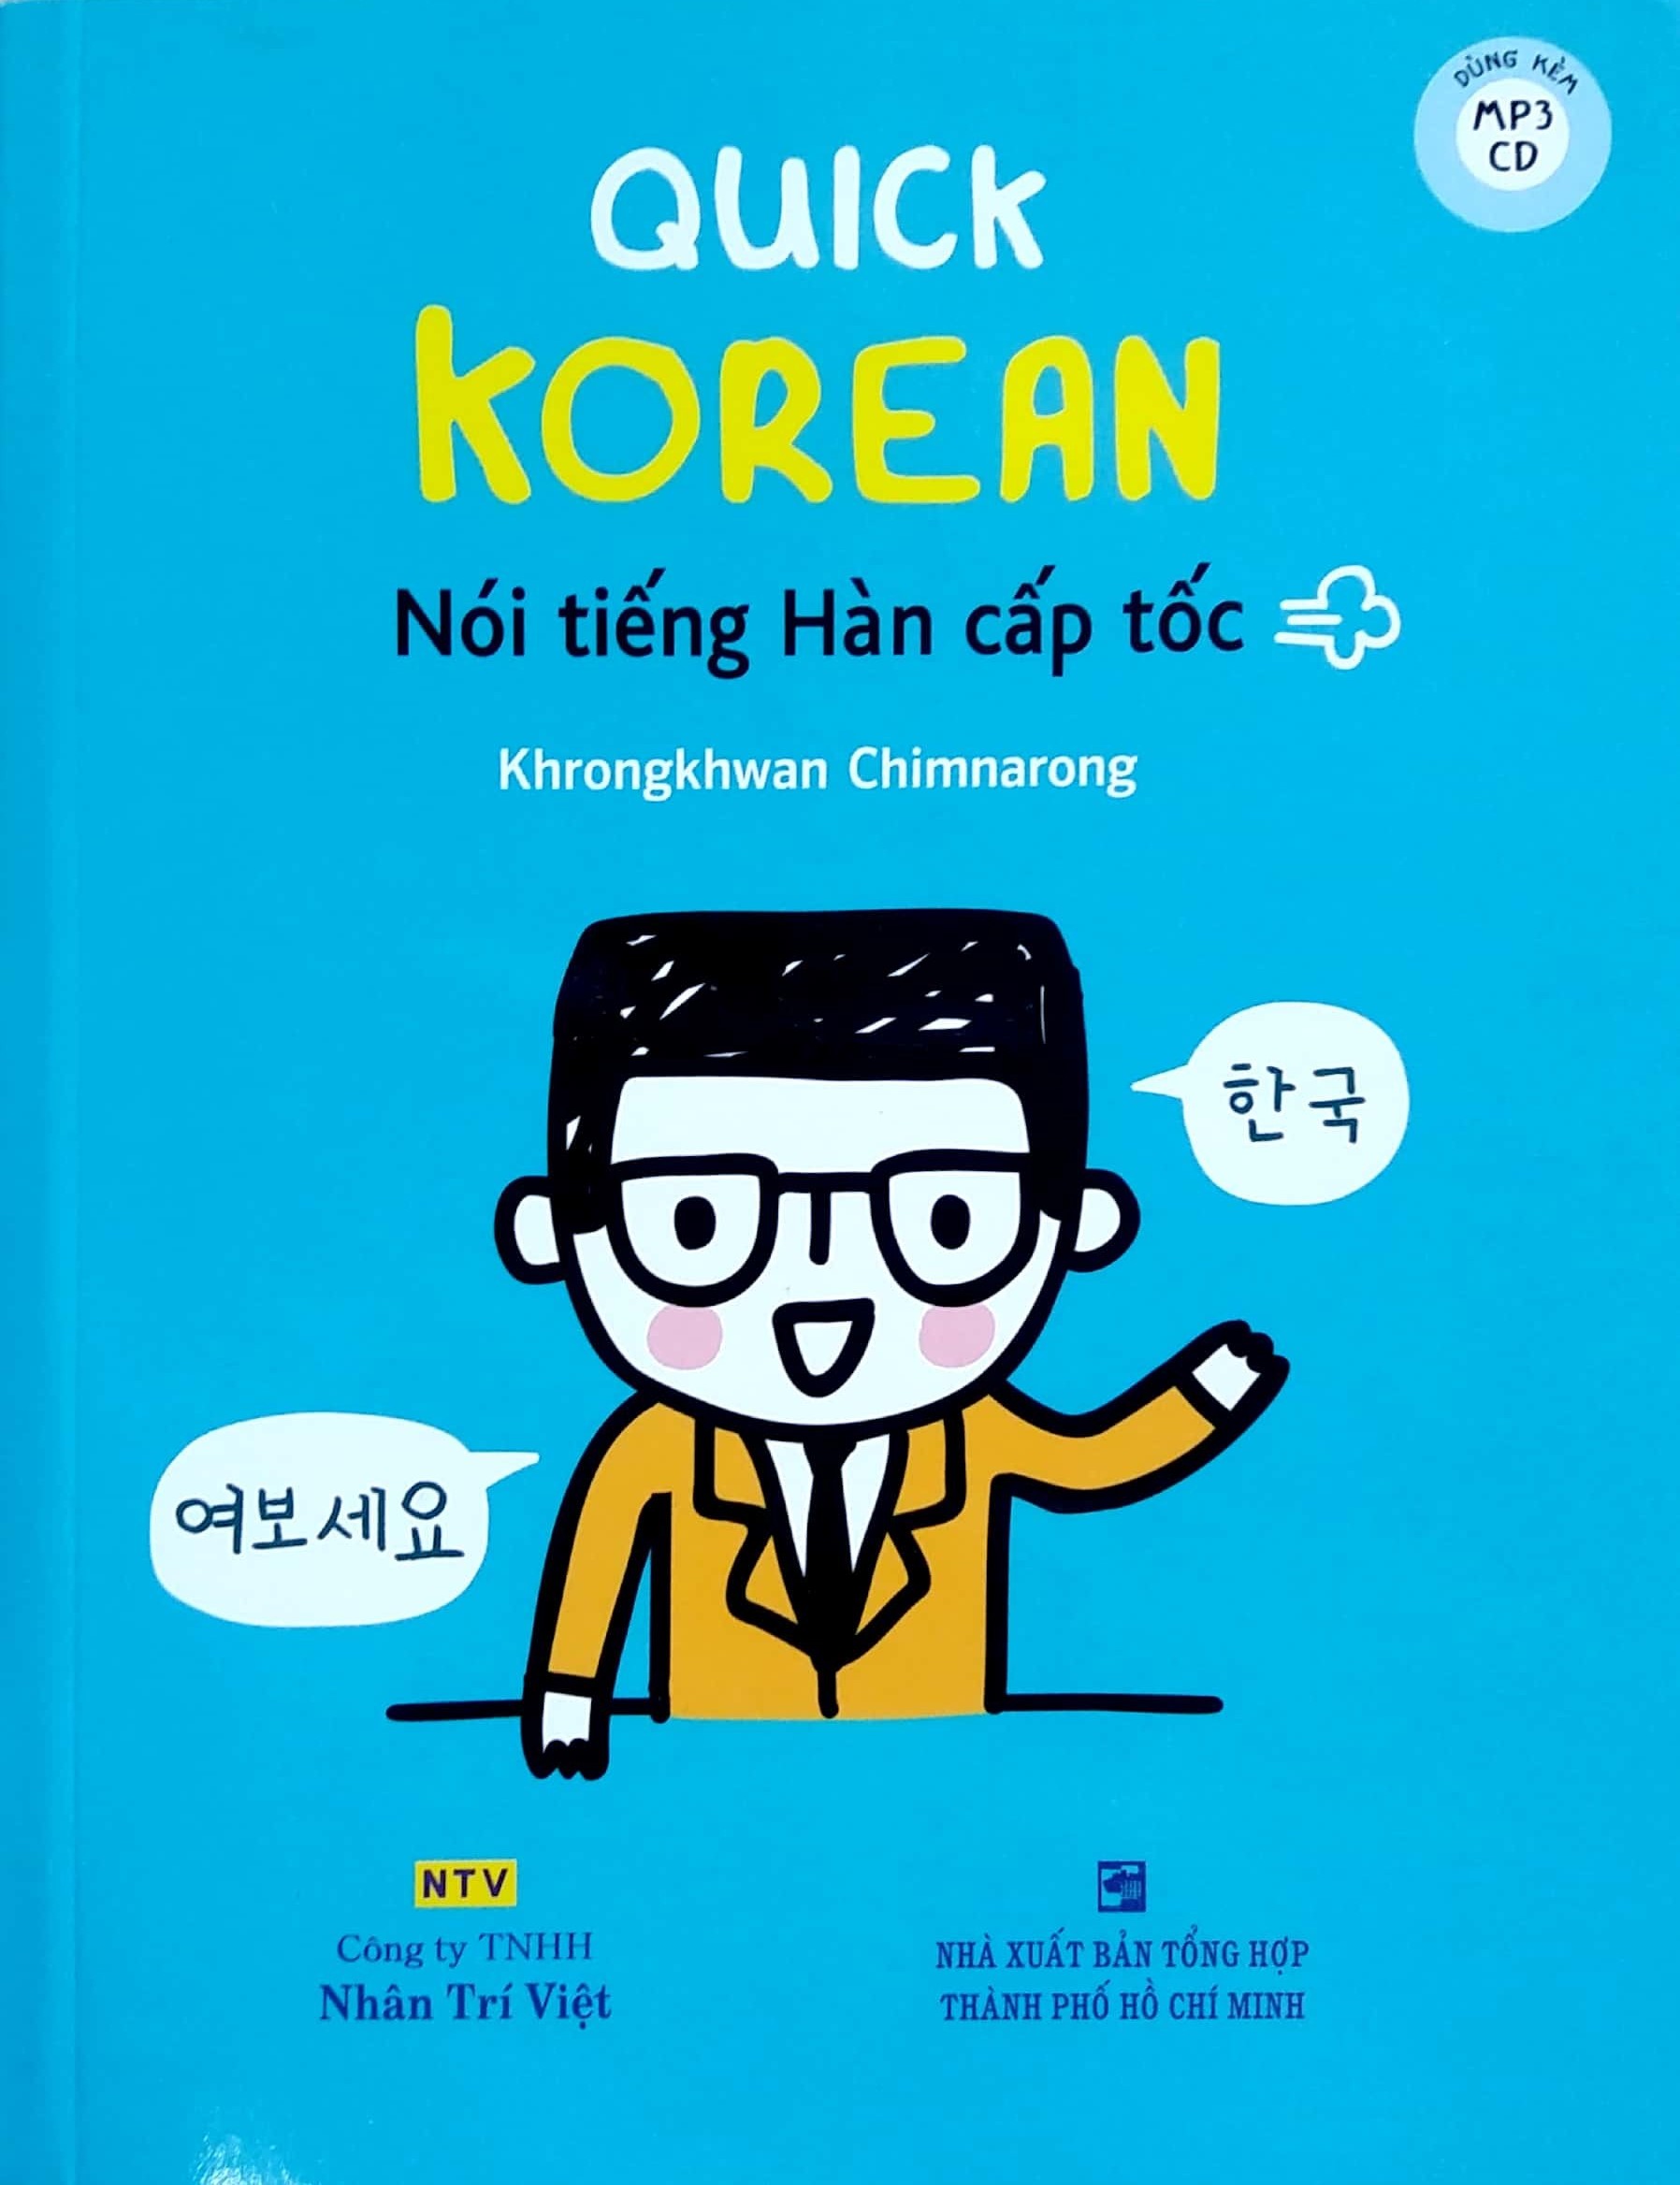 DÙNG KÈM
MP3
CD
QUICK
KOREAN
Nói tiếng Hàn cấp tốc
Khrongkhwan Chimnarong
한국
여보세요
NTV
Công ty TNHH
Nhân Trí Việt
NHÀ XUẤT BẢN TỔNG HỢP
THÀNH PHỐ HỒ CHÍ MINH